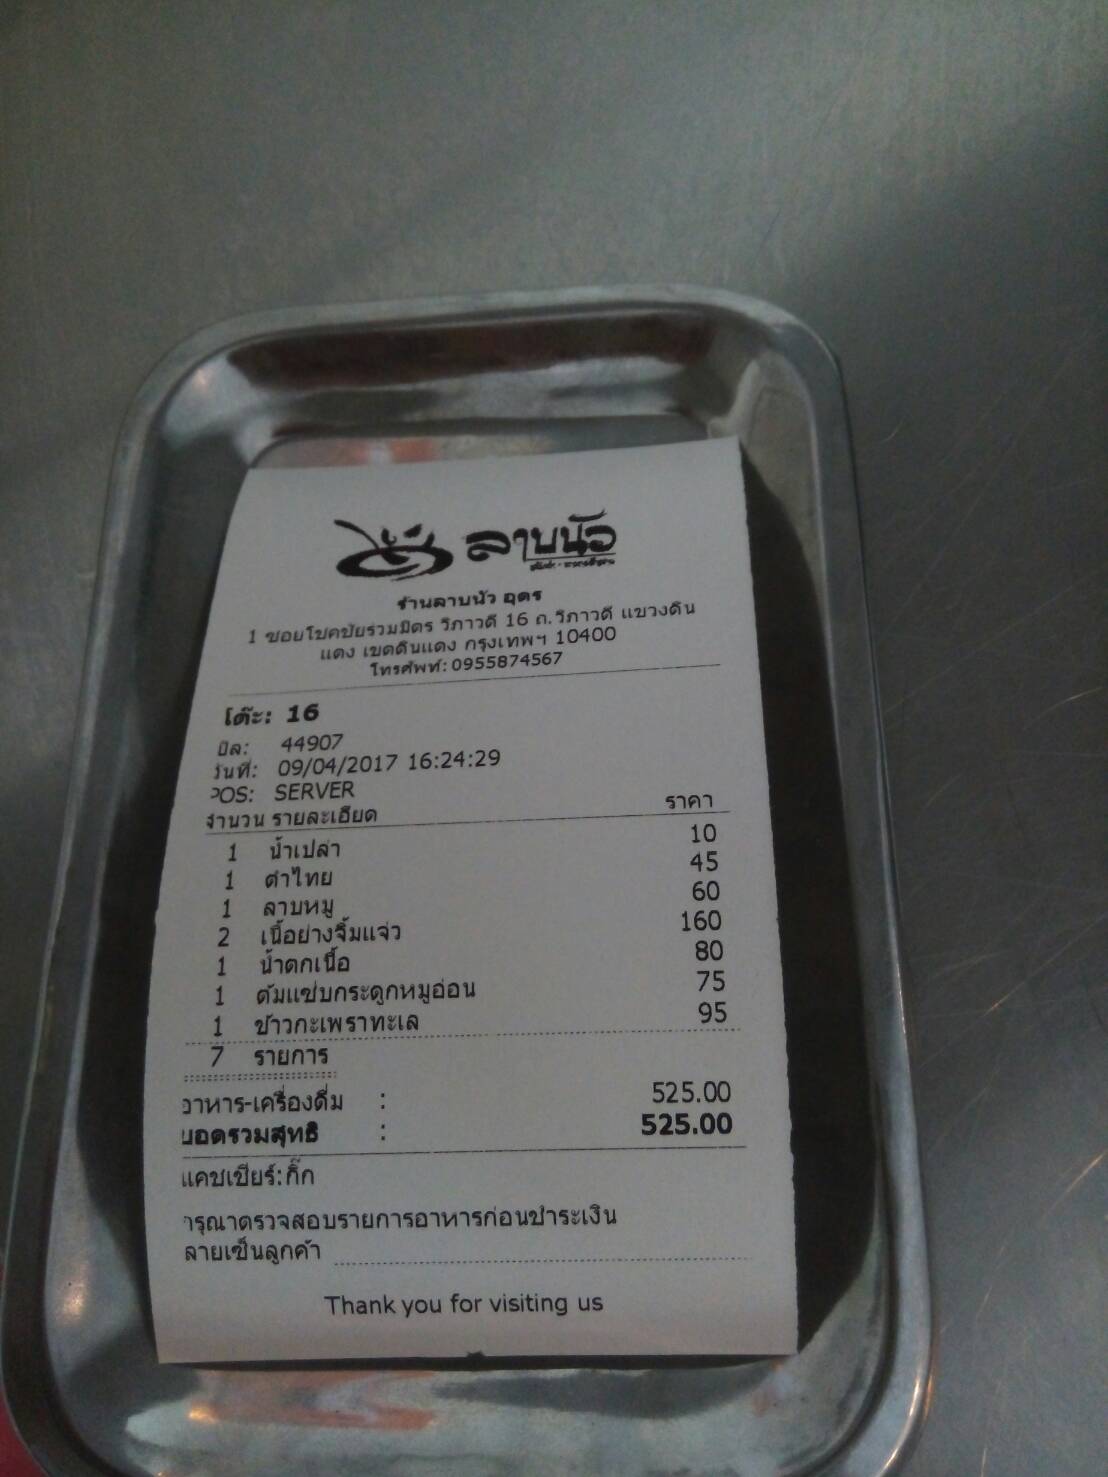 ลาบนัว
ร้านลาบนัว อุดร
1 ซอยโชคชัยร่วมมิตร วิภาวดี 16 ถ.วิภาวดี แขวงดิน
แดง เขตดินแดง กรุงเทพฯ 10400
โทรศัพท์: 0955874567
โต๊ะ: 16
บิล: 44907
วันที่: 09/04/2017 16:24:29
POS: SERVER
จำนวน รายละเอียด ราคา
1 น้ำเปล่า 10
1 ตำไทย 45
1 ลาบหมู 60
2 เนื้อย่างจิ้มแจ่ว 160
1 น้ำตกเนื้อ 80
1 ต้มแซ่บกระดูกหมูอ่อน 75
1 ข้าวกะเพราทะเล 95
7 รายการ
อาหาร-เครื่องดื่ม : 525.00
ยอดรวมสุทธิ : 525.00
แคชเชียร์:กิ๊ก
กรุณาตรวจสอบรายการอาหารก่อนชำระเงิน
ลายเซ็นลูกค้า
Thank you for visiting us